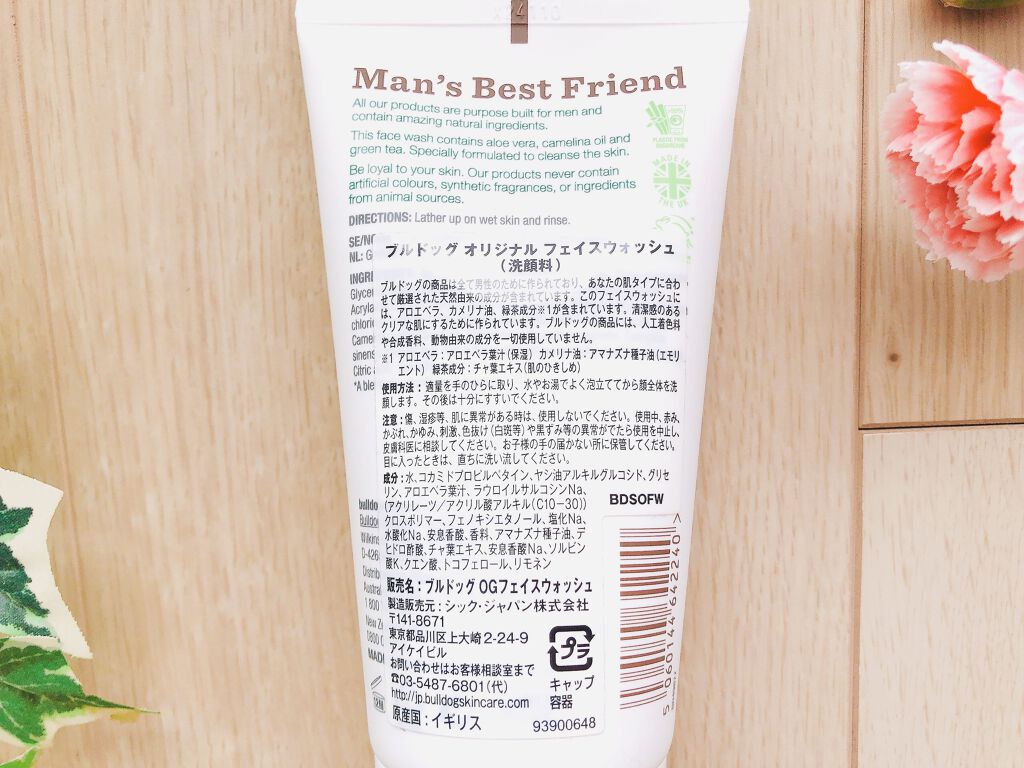 Man's Best Friend
All our products are purpose built for men and
contain amazing natural ingredients.
This face wash contains aloe vera, camelina oil and
green tea. Specially formulated to cleanse the skin.
Be loyal to your skin. Our products never contain
artificial colours, synthetic fragrances, or ingredients
from animal sources.
DIRECTIONS: Lather up on wet skin and rinse.
PLASTIC FROM
SUGARCANE
MADE IN
THE UK
SE/NO
NL:
INGR
Glycer
Acryla
chlori
Camel
sinens
Citric
*A ble
ブルドッグ オリジナル フェイスウォッシュ
(洗顔料)
ブルドッグの商品は全て男性のために作られており、あなたの肌タイプに合わ
せて厳選された天然由来の成分が含まれています。このフェイスウォッシュに
は、アロエベラ、カメリナ油、緑茶成分※1が含まれています。清潔感のある
クリアな肌にするために作られています。ブルドッグの商品には、人工着色料
や合成香料、動物由来の成分を一切使用していません。
※1 アロエベラ:アロエベラ葉汁(保湿) カメリナ油:アマナズナ種子油(エモリ
エント) 緑茶成分:チャ葉エキス(肌のひきしめ)
使用方法:適量を手のひらに取り、水やお湯でよく泡立ててから顔全体を洗
顔します。その後は十分にすすいでください。
注意:傷、湿疹等、肌に異常がある時は、使用しないでください。使用中、赤み、
かぶれ、かゆみ、刺激、色抜け(白斑等)や黒ずみ等の異常がでたら使用を中止し、
皮膚科医に相談してください。お子様の手の届かない所に保管してください。
目に入ったときは、直ちに洗い流してください。
成分:水、コカミドプロピルベタイン、ヤシ油アルキルグルコシド、グリセ
リン、アロエベラ葉汁、ラウロイルサルコシンNa、
(アクリレーツ/アクリル酸アルキル(C10-30))
クロスポリマー、フェノキシエタノール、塩化Na、
水酸化Na、安息香酸、香料、アマナズナ種子油、デ
ヒドロ酢酸、チャ葉エキス、安息香酸Na、ソルビン
酸K、クエン酸、トコフェロール、リモネン
BDSOFW
販売名:ブルドッグ OGフェイスウォッシュ
製造販売元:シック・ジャパン株式会社
〒141-8671
東京都品川区上大崎2-24-9
アイケイビル
お問い合わせはお客様相談室まで
☎03-5487-6801(代)
http://jp.bulldogskincare.com
原産国:イギリス
プラ
キャップ
容器
93900648
5060144642240
bulldo
Bulldo
Wilkin
D-426
Distrib
Austral
1 800
New Ze
0800
MADE
12M